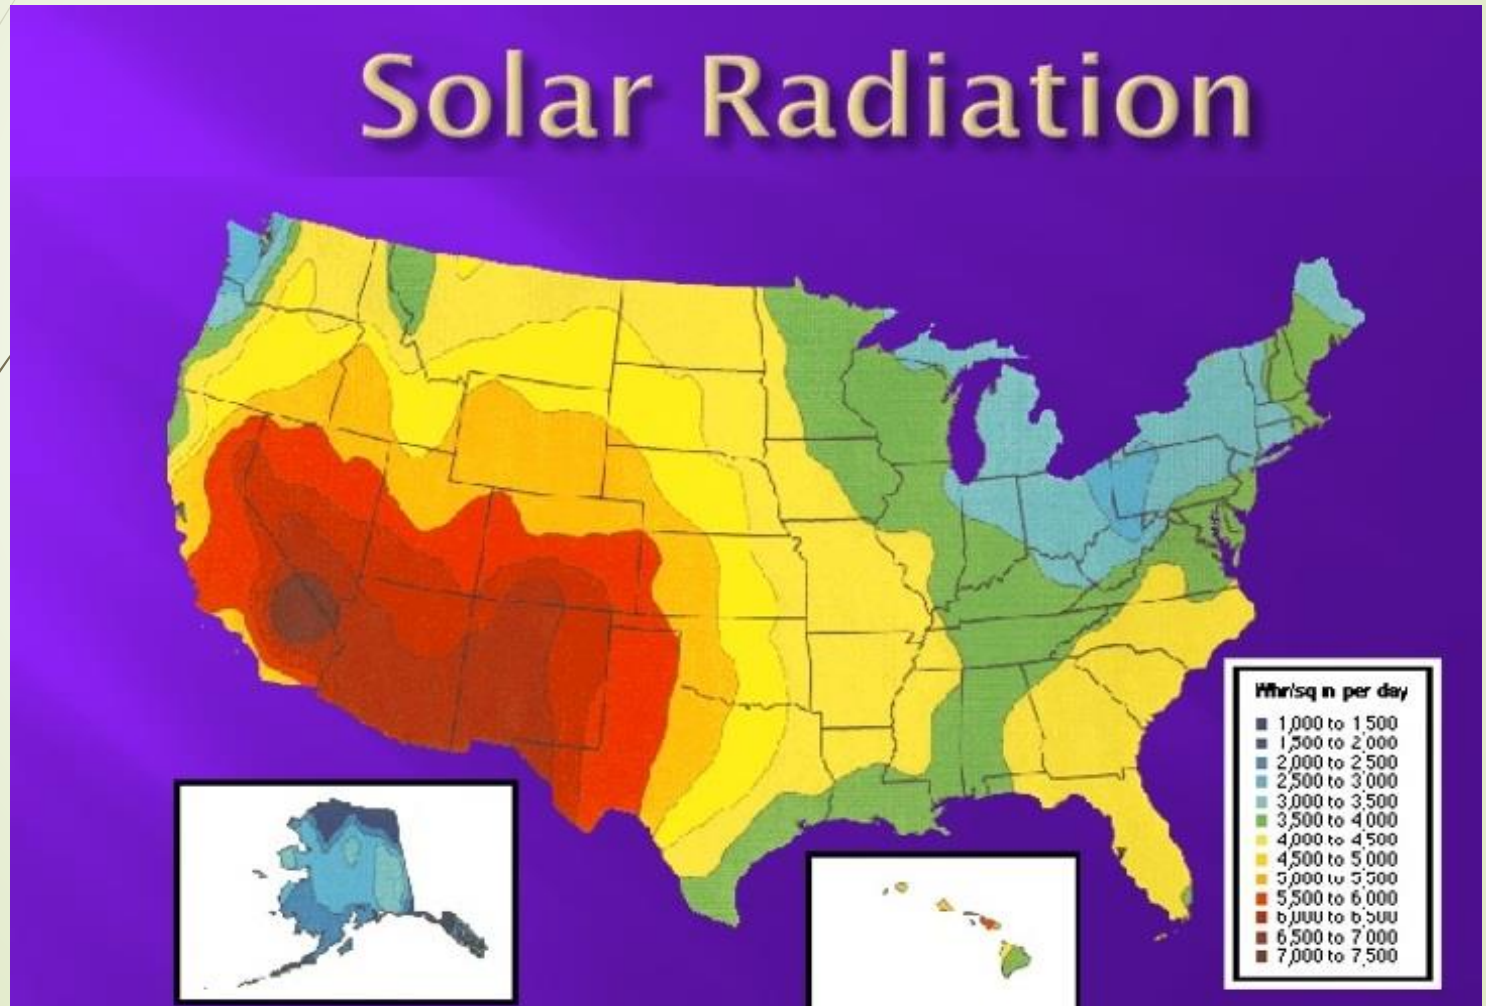 Solar Radiation
Whr/sq m per day
1,000 to 1,500
1,500 to 2,000
2,000 to 2,500
2,500 to 3,000
3,000 to 3,500
3,500 to 4,000
4,000 to 4,500
4,500 to 5,000
5,000 to 5,500
5,500 to 6,000
6,000 to 6,500
6,500 to 7,000
7,000 to 7,500